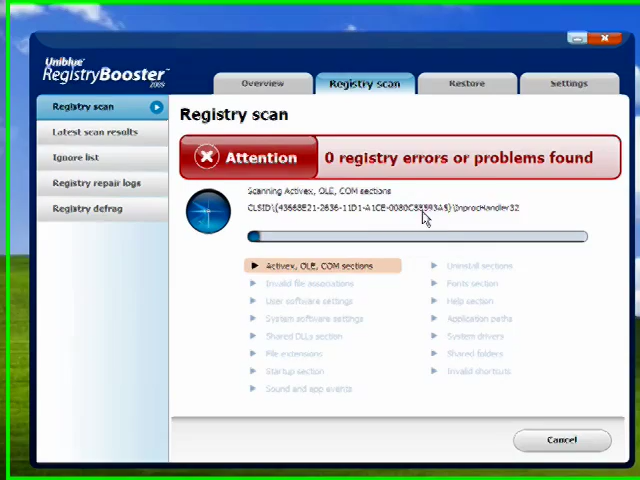 Uniblue
RegistryBooster
2009
Overview
Registry scan
Restore
Settings
Registry scan
Latest scan results
Ignore list
Registry repair logs
Registry defrag
Registry scan
Attention
0 registry errors or problems found
Scanning Activex, OLE, COM sections
Activex, OLE, COM sections
Invalid file associations
User software settings
System software settings
Shared DLLs section
File extensions
Startup section
Sound and app events
Uninstall sections
Fonts section
Help section
Application paths
System drivers
Shared folders
Invalid shortcuts
Cancel